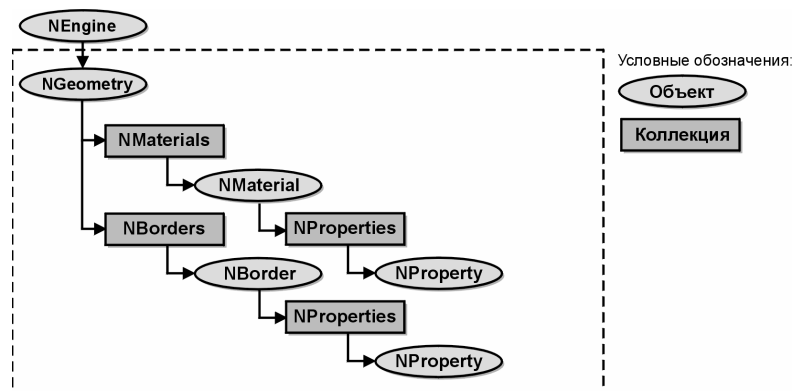 NEngine
Условные обозначения:
NGeometry
Объект
NMaterials
Коллекция
NMaterial
NBorders
NProperties
NBorder
NProperty
NProperties
NProperty